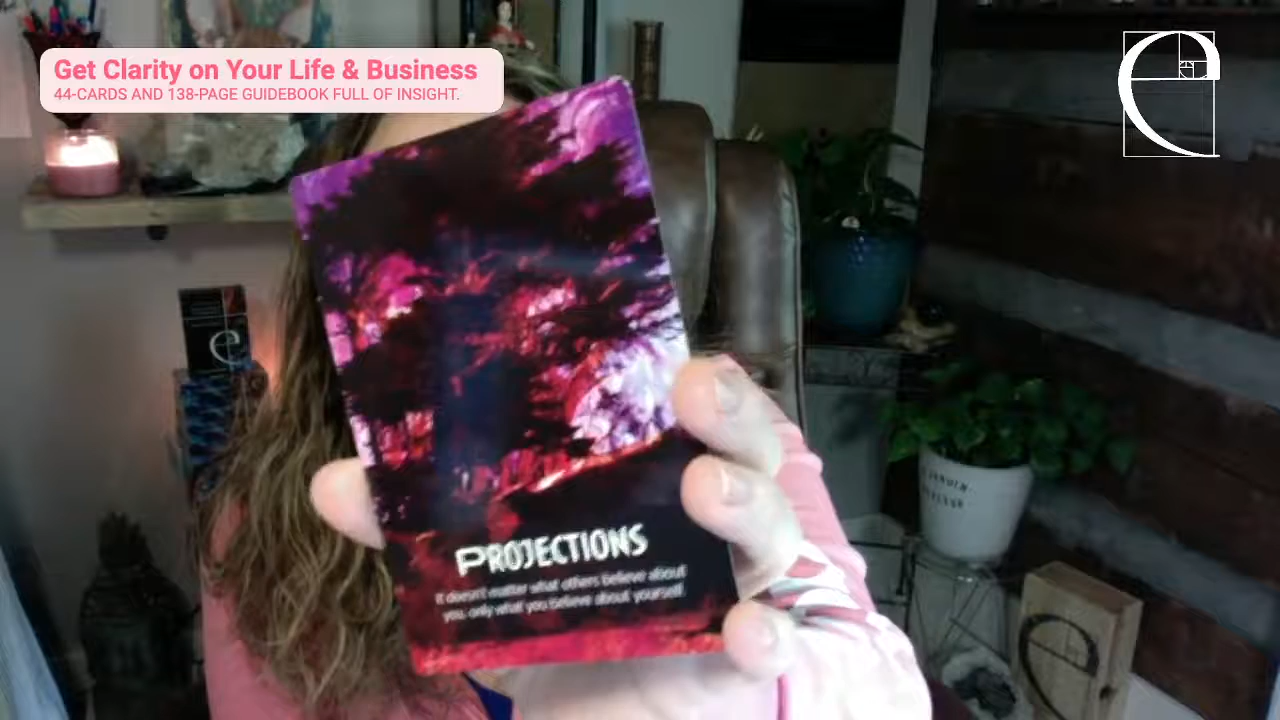 Get Clarity on Your Life & Business
44-CARDS AND 138-PAGE GUIDEBOOK FULL OF INSIGHT.
PROJECTIONS
It doesn't matter what others believe about
you, only what you believe about yourself
e